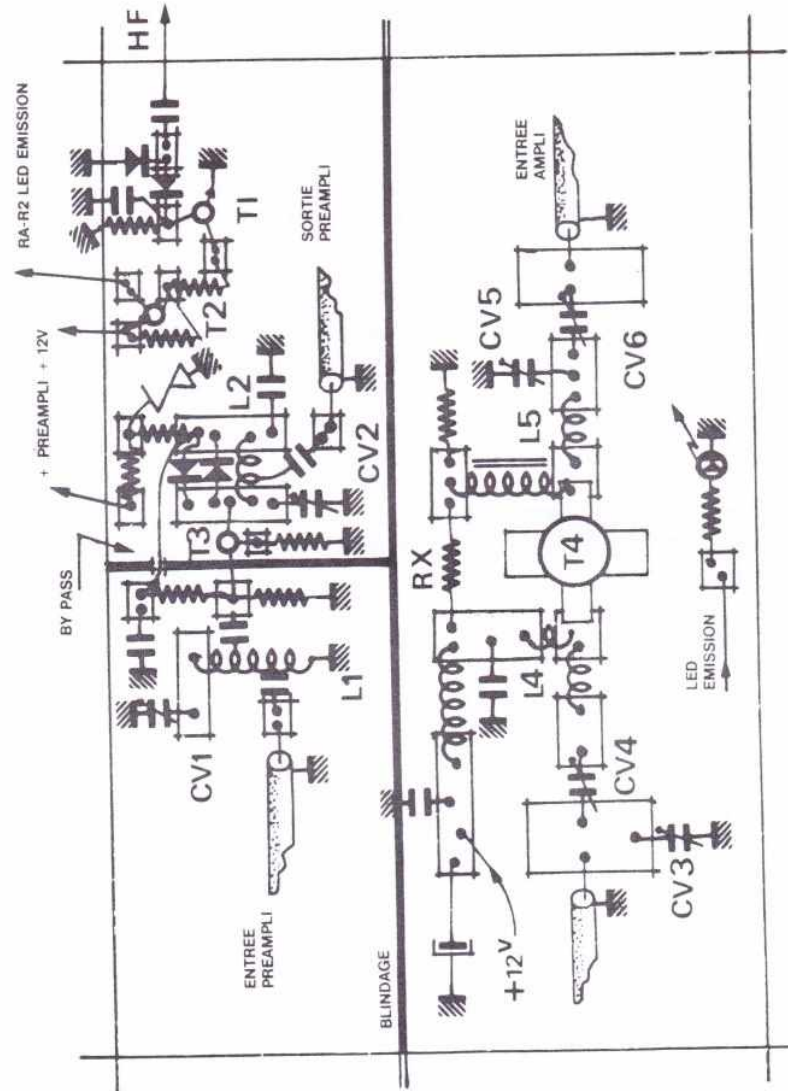 HF
RA-R2 LED EMISSION
T1
SORTIE
PREAMPLI
T2
+ PREAMPLI + 12V
L2
CV2
T3
BY PASS
L1
CV1
ENTREE
PREAMPLI
BLINDAGE
ENTREE
AMPLI
CV5
CV6
L5
RX
T4
L4
LED
EMISSION
CV4
CV3
+12V